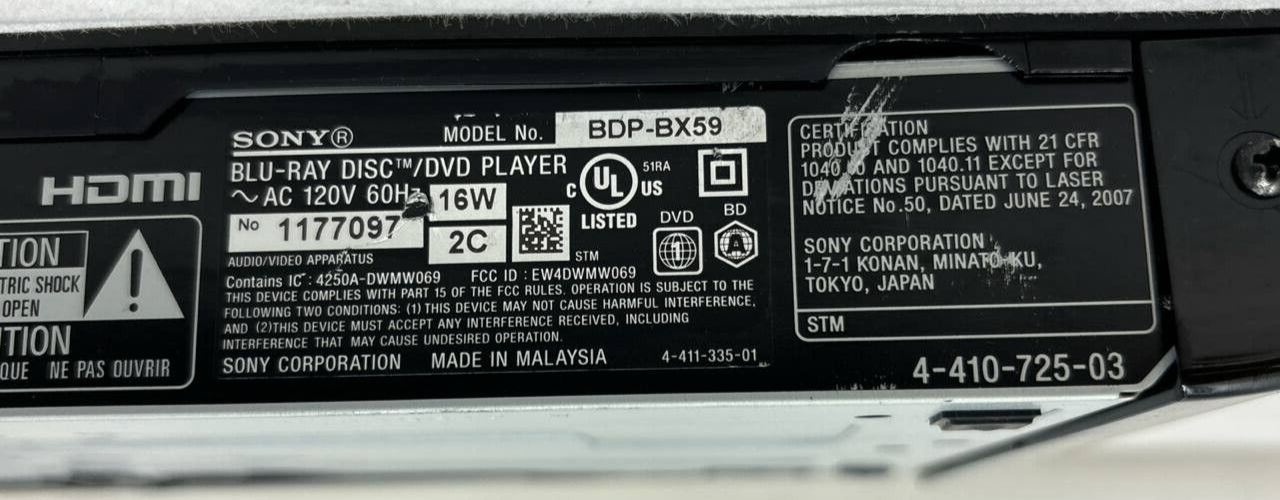 HDMI
TION
TRIC SHOCK
OPEN
TION
QUE NE PAS OUVRIR
SONY®
MODEL No. BDP-BX59
BLU-RAY DISC™/DVD PLAYER
~ AC 120V 60Hz 16W
No 1177097 2C
AUDIO/VIDEO APPARATUS
STM
C UL US 51RA
LISTED
DVD BD
1 A
Contains IC : 4250A-DWMW069 FCC ID : EW4DWMW069
THIS DEVICE COMPLIES WITH PART 15 OF THE FCC RULES. OPERATION IS SUBJECT TO THE
FOLLOWING TWO CONDITIONS: (1) THIS DEVICE MAY NOT CAUSE HARMFUL INTERFERENCE,
AND (2)THIS DEVICE MUST ACCEPT ANY INTERFERENCE RECEIVED, INCLUDING
INTERFERENCE THAT MAY CAUSE UNDESIRED OPERATION.
SONY CORPORATION MADE IN MALAYSIA 4-411-335-01
CERTIFICATION
PRODUCT COMPLIES WITH 21 CFR
1040.10 AND 1040.11 EXCEPT FOR
DEVIATIONS PURSUANT TO LASER
NOTICE No.50, DATED JUNE 24, 2007
SONY CORPORATION
1-7-1 KONAN, MINATO-KU,
TOKYO, JAPAN
STM
4-410-725-03